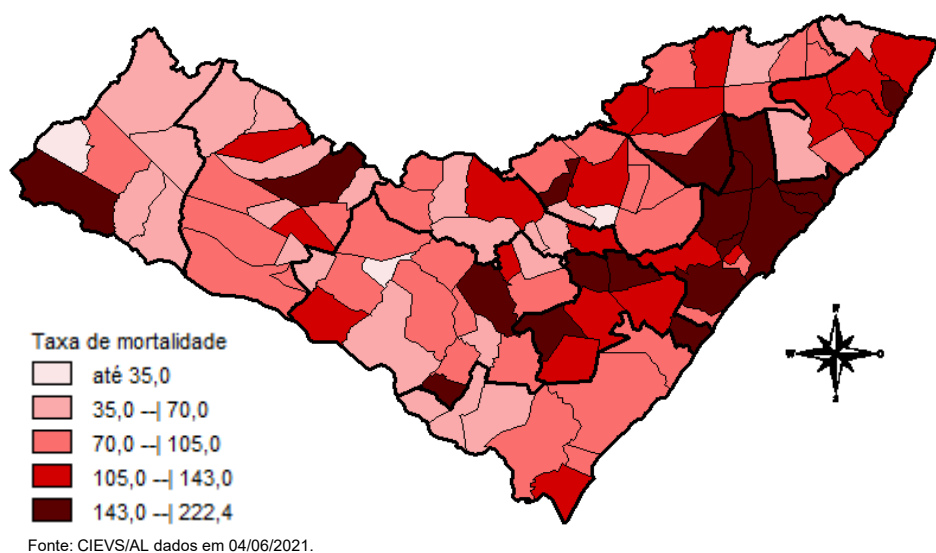 Taxa de mortalidade
até 35,0
35,0 --| 70,0
70,0 --| 105,0
105,0 --| 143,0
143,0 --| 222,4
Fonte: CIEVS/AL dados em 04/06/2021.